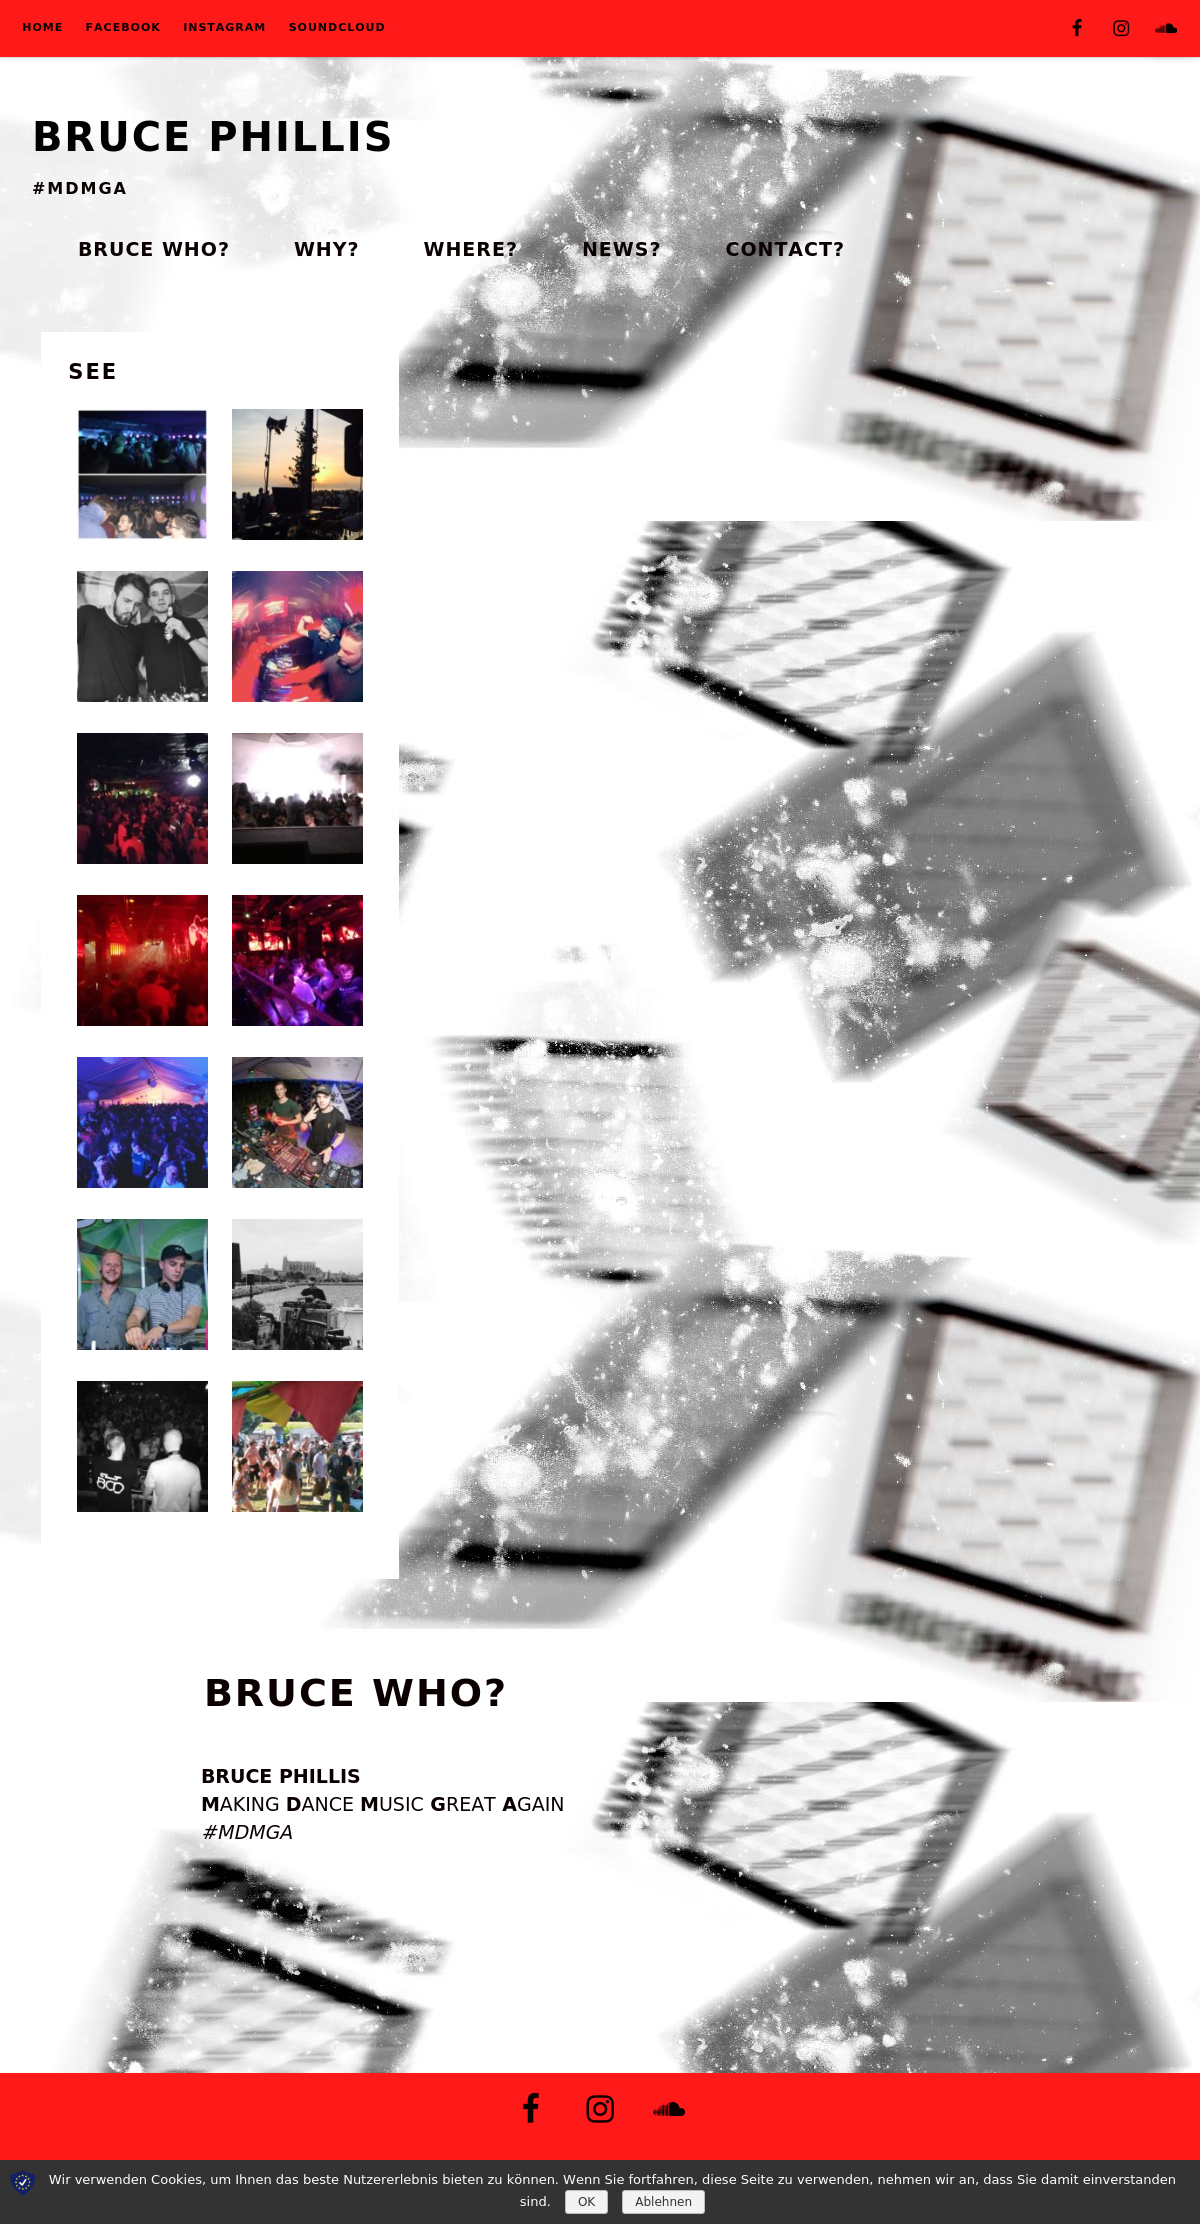 HOME FACEBOOK INSTAGRAM SOUNDCLOUD
BRUCE PHILLIS
#MDMGA
BRUCE WHO? WHY? WHERE? NEWS? CONTACT?
SEE
BRUCE WHO?
BRUCE PHILLIS
MAKING DANCE MUSIC GREAT AGAIN
#MDMGA
Wir verwenden Cookies, um Ihnen das beste Nutzererlebnis bieten zu können. Wenn Sie fortfahren, diese Seite zu verwenden, nehmen wir an, dass Sie damit einverstanden
sind. OK Ablehnen